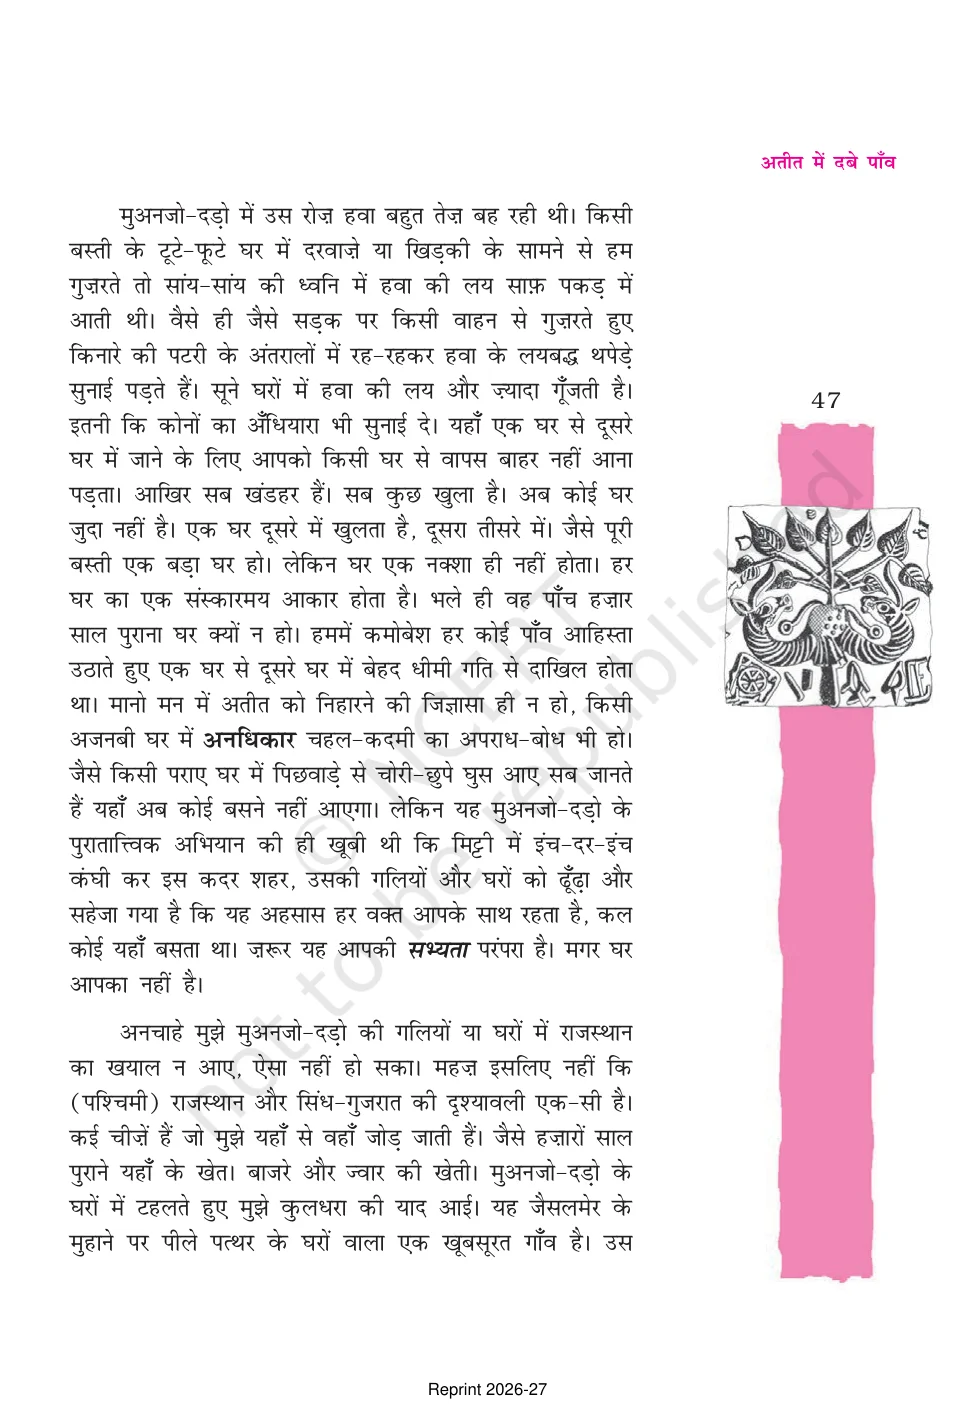 अतीत में दबे पाँव
मुअनजो-दड़ो में उस रोज़ हवा बहुत तेज़ बह रही थी। किसी
बस्ती के टूटे-फूटे घर में दरवाज़े या खिड़की के सामने से हम
गुज़रते तो सांय-सांय की ध्वनि में हवा की लय साफ़ पकड़ में
आती थी। वैसे ही जैसे सड़क पर किसी वाहन से गुज़रते हुए
किनारे की पटरी के अंतरालों में रह-रहकर हवा के लयबद्ध थपेड़े
सुनाई पड़ते हैं। सूने घरों में हवा की लय और ज़्यादा गूँजती है।
इतनी कि कोनों का अँधियारा भी सुनाई दे। यहाँ एक घर से दूसरे
घर में जाने के लिए आपको किसी घर से वापस बाहर नहीं आना
पड़ता। आखिर सब खंडहर हैं। सब कुछ खुला है। अब कोई घर
जुदा नहीं है। एक घर दूसरे में खुलता है, दूसरा तीसरे में। जैसे पूरी
बस्ती एक बड़ा घर हो। लेकिन घर एक नक्शा ही नहीं होता। हर
घर का एक संस्कारमय आकार होता है। भले ही वह पाँच हज़ार
साल पुराना घर क्यों न हो। हममें कमोबेश हर कोई पाँव आहिस्ता
उठाते हुए एक घर से दूसरे घर में बेहद धीमी गति से दाखिल होता
था। मानो मन में अतीत को निहारने की जिज्ञासा ही न हो, किसी
अजनबी घर में अनधिकार चहल-कदमी का अपराध-बोध भी हो।
जैसे किसी पराए घर में पिछवाड़े से चोरी-छुपे घुस आए सब जानते
हैं यहाँ अब कोई बसने नहीं आएगा। लेकिन यह मुअनजो-दड़ो के
पुरातात्त्विक अभियान की ही खूबी थी कि मिट्टी में इंच-दर-इंच
कंघी कर इस कदर शहर, उसकी गलियों और घरों को ढूँढ़ा और
सहेजा गया है कि यह अहसास हर वक्त आपके साथ रहता है, कल
कोई यहाँ बसता था। ज़रूर यह आपकी सभ्यता परंपरा है। मगर घर
आपका नहीं है।
अनचाहे मुझे मुअनजो-दड़ो की गलियों या घरों में राजस्थान
का खयाल न आए, ऐसा नहीं हो सका। महज़ इसलिए नहीं कि
(पश्चिमी) राजस्थान और सिंध-गुजरात की दृश्यावली एक-सी है।
कई चीज़ें हैं जो मुझे यहाँ से वहाँ जोड़ जाती हैं। जैसे हज़ारों साल
पुराने यहाँ के खेत। बाजरे और ज्वार की खेती। मुअनजो-दड़ो के
घरों में टहलते हुए मुझे कुलधरा की याद आई। यह जैसलमेर के
मुहाने पर पीले पत्थर के घरों वाला एक खूबसूरत गाँव है। उस
47
© NCERT
not to be republished
Reprint 2026-27